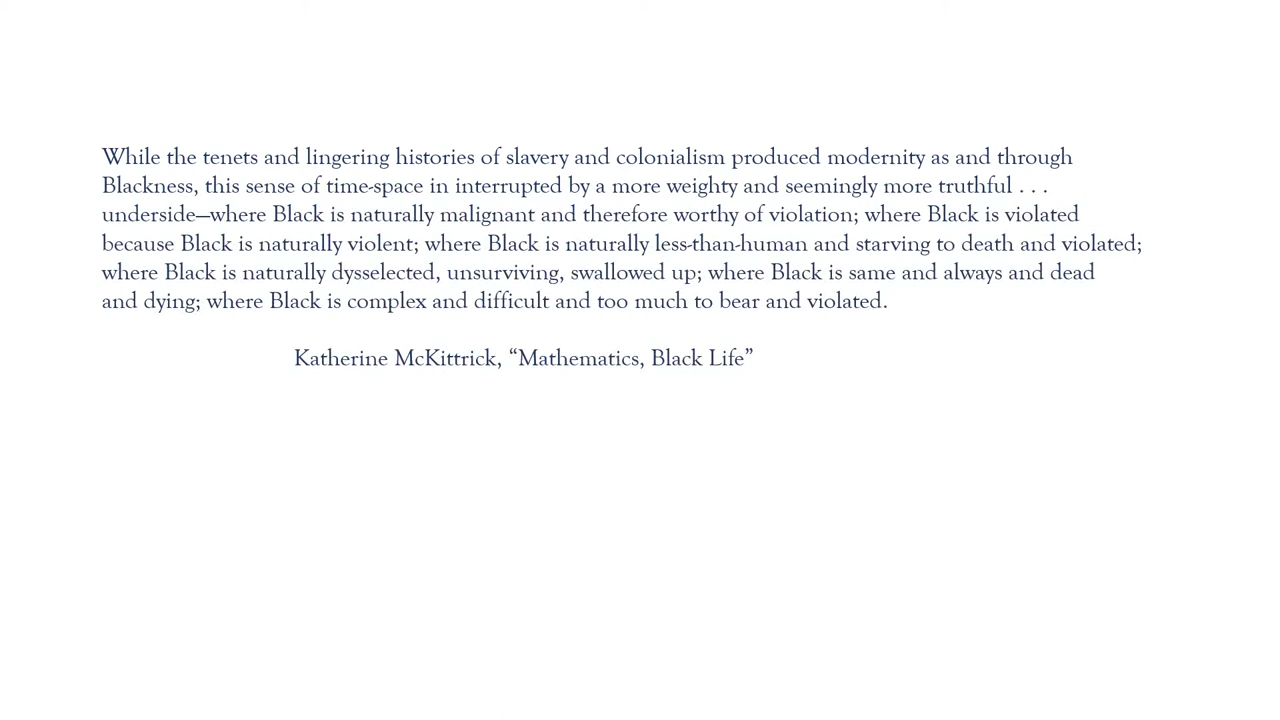 While the tenets and lingering histories of slavery and colonialism produced modernity as and through
Blackness, this sense of time-space in interrupted by a more weighty and seemingly more truthful . . .
underside—where Black is naturally malignant and therefore worthy of violation; where Black is violated
because Black is naturally violent; where Black is naturally less-than-human and starving to death and violated;
where Black is naturally dysselected, unsurviving, swallowed up; where Black is same and always and dead
and dying; where Black is complex and difficult and too much to bear and violated.
Katherine McKittrick, “Mathematics, Black Life”